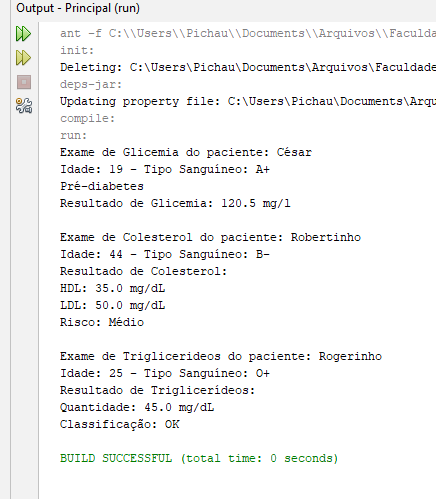 Output - Principal (run)
ant -f C:\\Users\\Pichau\\Documents\\Arquivos\\Faculda
init:
Deleting: C:\Users\Pichau\Documents\Arquivos\Faculdade
deps-jar:
Updating property file: C:\Users\Pichau\Documents\Arqu
compile:
run:
Exame de Glicemia do paciente: César
Idade: 19 - Tipo Sanguíneo: A+
Pré-diabetes
Resultado de Glicemia: 120.5 mg/l
Exame de Colesterol do paciente: Robertinho
Idade: 44 - Tipo Sanguíneo: B-
Resultado de Colesterol:
HDL: 35.0 mg/dL
LDL: 50.0 mg/dL
Risco: Médio
Exame de Triglicerideos do paciente: Rogerinho
Idade: 25 - Tipo Sanguíneo: O+
Resultado de Triglicerídeos:
Quantidade: 45.0 mg/dL
Classificação: OK
BUILD SUCCESSFUL (total time: 0 seconds)